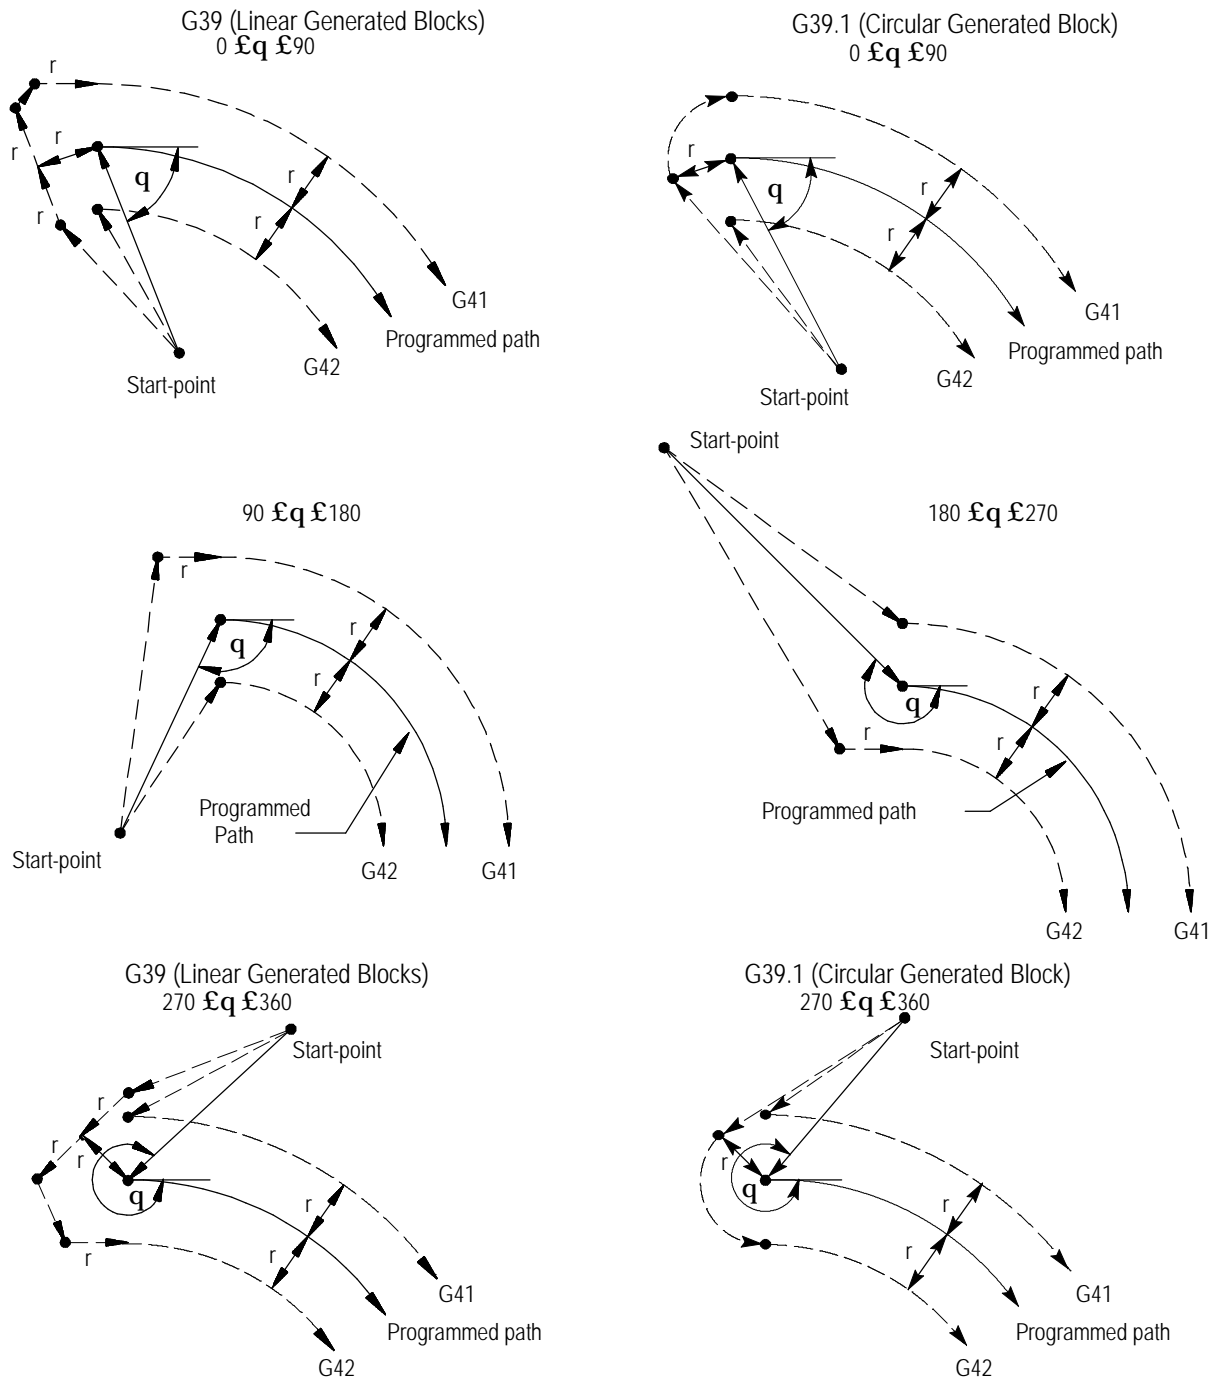 G39 (Linear Generated Blocks)
0 £q £90
r
r
r
r
q
r
r
G41
Programmed path
G42
Start-point
G39.1 (Circular Generated Block)
0 £q £90
r
q
r
r
G41
Programmed path
G42
Start-point
90 £q £180
r
q
r
r
Programmed
Path
Start-point
G42
G41
Start-point
180 £q £270
q
r
r
r
Programmed path
G42
G41
G39 (Linear Generated Blocks)
270 £q £360
Start-point
r
r
r
q
r
r
r
G41
Programmed path
G42
G39.1 (Circular Generated Block)
270 £q £360
Start-point
r
q
r
r
G41
Programmed path
G42